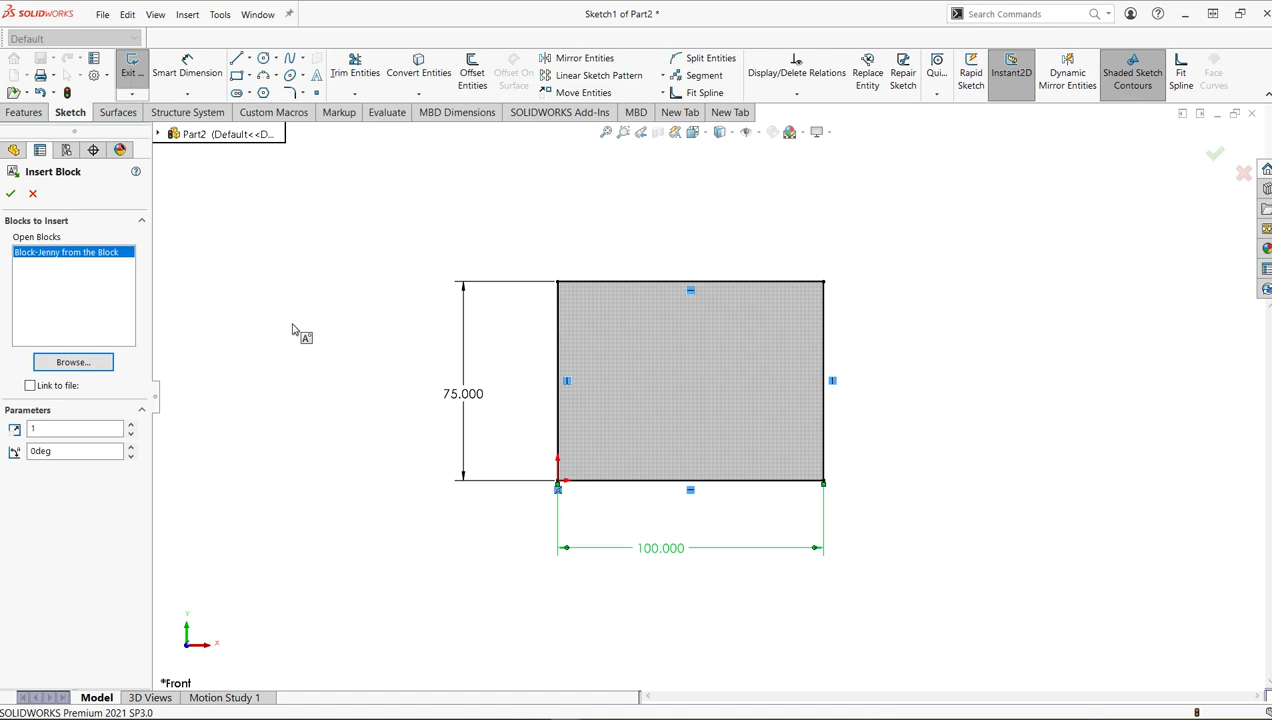 SOLIDWORKS File Edit View Insert Tools Window Sketch1 of Part2 * Search Commands
Default
Exit ... Smart Dimension Trim Entities Convert Entities Offset Entities Offset On Surface Mirror Entities Linear Sketch Pattern Move Entities Display/Delete Relations Replace Entity Repair Sketch Split Entities Segment Fit Spline Qui... Rapid Sketch Instant2D Dynamic Mirror Entities Shaded Sketch Contours Fit Spline Face Curves
Features Sketch Surfaces Structure System Custom Macros Markup Evaluate MBD Dimensions SOLIDWORKS Add-Ins MBD New Tab New Tab
Part2 (Default<<D...
Insert Block
Blocks to Insert
Open Blocks
Block-Jenny from the Block
Browse...
Link to file:
Parameters
1
0deg
75.000
100.000
Y
X
*Front
Model 3D Views Motion Study 1
SOLIDWORKS Premium 2021 SP3.0